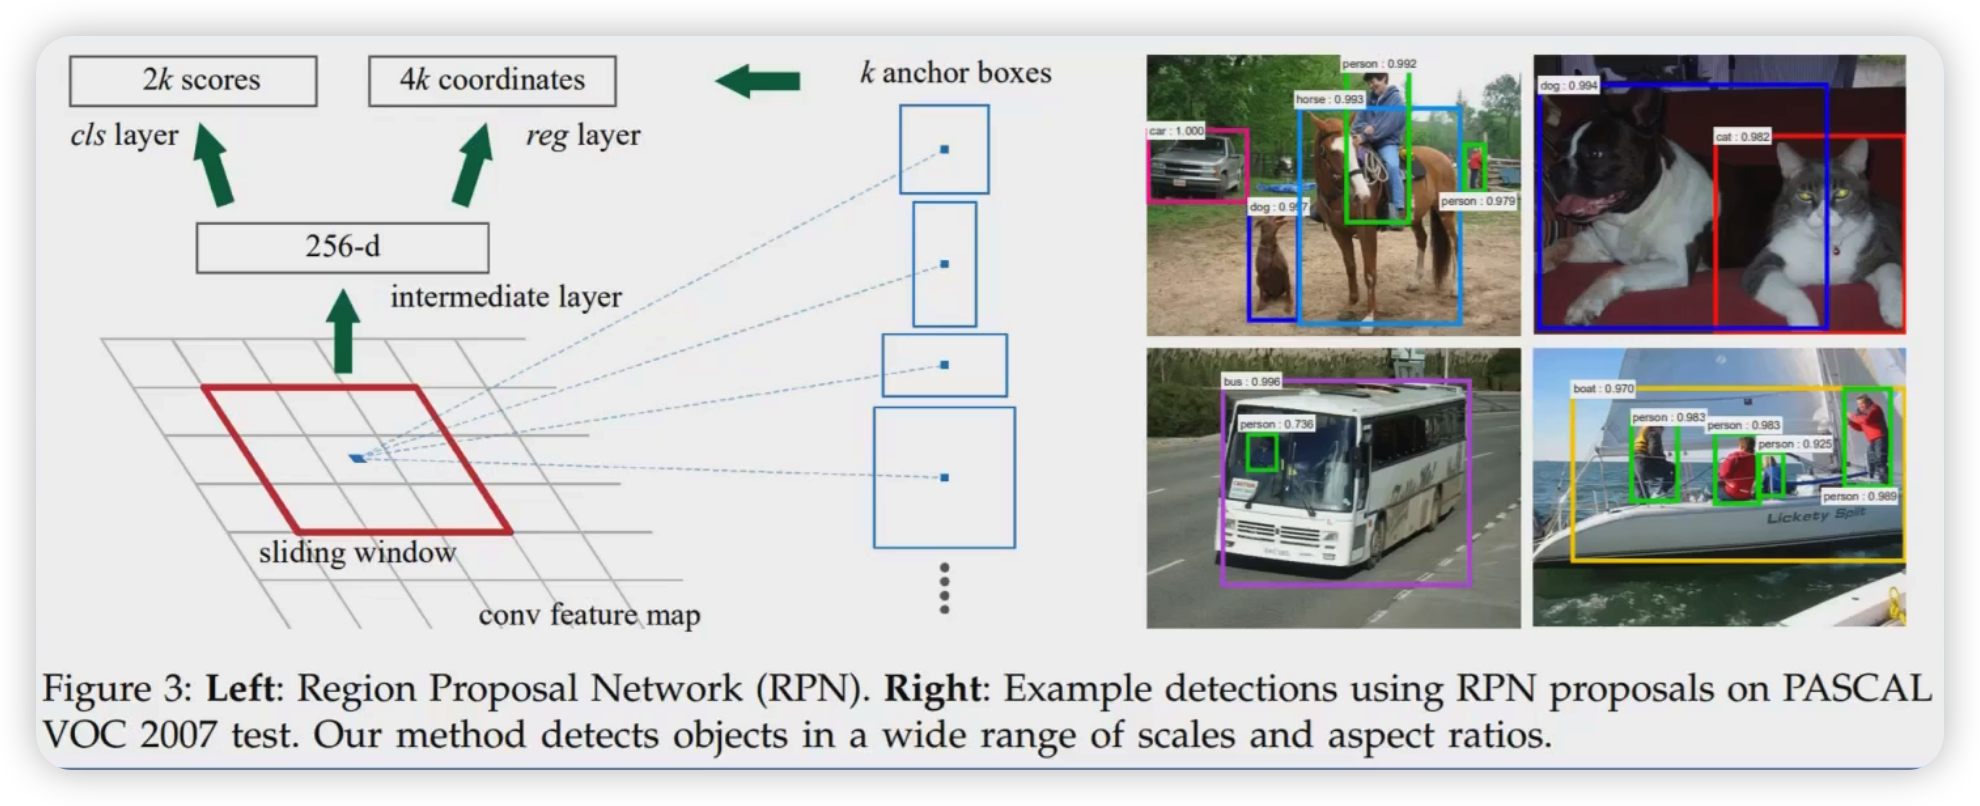 2k scores
4k coordinates
k anchor boxes
cls layer
reg layer
256-d
intermediate layer
sliding window
conv feature map
person : 0.992
horse : 0.993
car : 1.000
dog : 0.997
person : 0.979
dog : 0.994
cat : 0.982
bus : 0.996
person : 0.736
boat : 0.970
person : 0.983
person : 0.983
person : 0.925
person : 0.989
Lickety Split
Figure 3: Left: Region Proposal Network (RPN). Right: Example detections using RPN proposals on PASCAL
VOC 2007 test. Our method detects objects in a wide range of scales and aspect ratios.